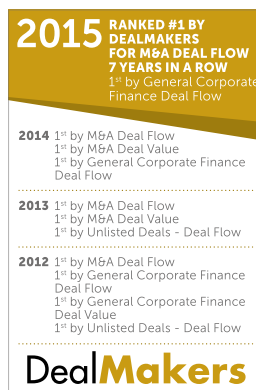 2015 RANKED #1 BY
DEALMAKERS
FOR M&A DEAL FLOW
7 YEARS IN A ROW
1st by General Corporate
Finance Deal Flow
2014 1st by M&A Deal Flow
1st by M&A Deal Value
1st by General Corporate Finance
Deal Flow
2013 1st by M&A Deal Flow
1st by M&A Deal Value
1st by Unlisted Deals - Deal Flow
2012 1st by M&A Deal Flow
1st by General Corporate Finance
Deal Flow
1st by General Corporate Finance
Deal Value
1st by Unlisted Deals - Deal Flow
DealMakers